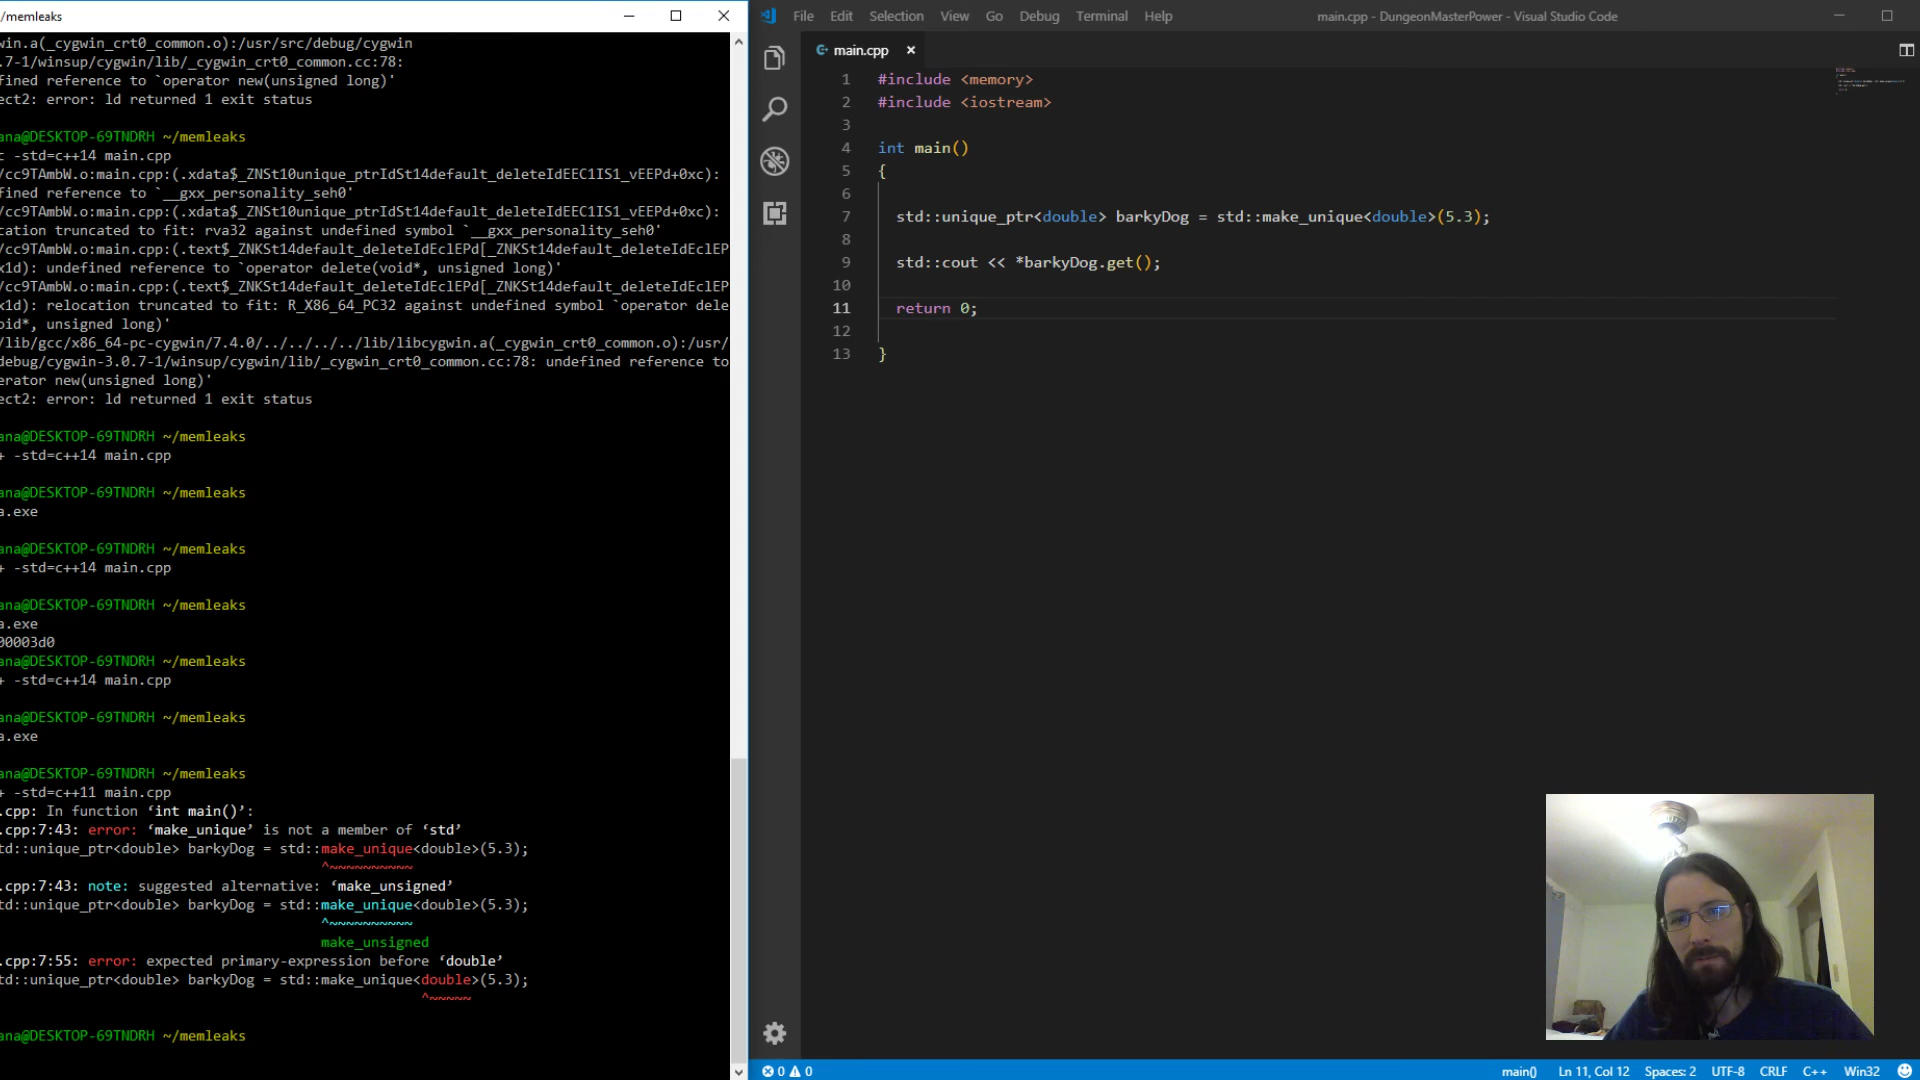 /memleaks
win.a(_cygwin_crt0_common.o):/usr/src/debug/cygwin
.7-1/winsup/cygwin/lib/_cygwin_crt0_common.cc:78:
fined reference to `operator new(unsigned long)'
ect2: error: ld returned 1 exit status
ana@DESKTOP-69TNDRH ~/memleaks
c -std=c++14 main.cpp
/cc9TAmbW.o:main.cpp:(.xdata$_ZNSt10unique_ptrIdSt14default_deleteIdEEC1IS1_vEEPd+0xc):
fined reference to `__gxx_personality_seh0'
/cc9TAmbW.o:main.cpp:(.xdata$_ZNSt10unique_ptrIdSt14default_deleteIdEEC1IS1_vEEPd+0xc):
cation truncated to fit: rva32 against undefined symbol `__gxx_personality_seh0'
/cc9TAmbW.o:main.cpp:(.text$_ZNKSt14default_deleteIdEclEPd[_ZNKSt14default_deleteIdEclEP
x1d): undefined reference to `operator delete(void*, unsigned long)'
/cc9TAmbW.o:main.cpp:(.text$_ZNKSt14default_deleteIdEclEPd[_ZNKSt14default_deleteIdEclEP
x1d): relocation truncated to fit: R_X86_64_PC32 against undefined symbol `operator dele
oid*, unsigned long)'
/lib/gcc/x86_64-pc-cygwin/7.4.0/../../../../lib/libcygwin.a(_cygwin_crt0_common.o):/usr/
debug/cygwin-3.0.7-1/winsup/cygwin/lib/_cygwin_crt0_common.cc:78: undefined reference to
erator new(unsigned long)'
ect2: error: ld returned 1 exit status
ana@DESKTOP-69TNDRH ~/memleaks
+ -std=c++14 main.cpp
ana@DESKTOP-69TNDRH ~/memleaks
a.exe
ana@DESKTOP-69TNDRH ~/memleaks
+ -std=c++14 main.cpp
ana@DESKTOP-69TNDRH ~/memleaks
a.exe
00003d0
ana@DESKTOP-69TNDRH ~/memleaks
+ -std=c++14 main.cpp
ana@DESKTOP-69TNDRH ~/memleaks
a.exe
ana@DESKTOP-69TNDRH ~/memleaks
+ -std=c++11 main.cpp
.cpp: In function ‘int main()’:
.cpp:7:43: error: ‘make_unique’ is not a member of ‘std’
td::unique_ptr<double> barkyDog = std::make_unique<double>(5.3);
^~~~~~~~~~~
.cpp:7:43: note: suggested alternative: ‘make_unsigned’
td::unique_ptr<double> barkyDog = std::make_unique<double>(5.3);
^~~~~~~~~~~
make_unsigned
.cpp:7:55: error: expected primary-expression before ‘double’
td::unique_ptr<double> barkyDog = std::make_unique<double>(5.3);
^~~~~~
ana@DESKTOP-69TNDRH ~/memleaks
File Edit Selection View Go Debug Terminal Help
main.cpp - DungeonMasterPower - Visual Studio Code
main.cpp ×
1 #include <memory>
2 #include <iostream>
3
4 int main()
5 {
6
7 std::unique_ptr<double> barkyDog = std::make_unique<double>(5.3);
8
9 std::cout << *barkyDog.get();
10
11 return 0;
12
13 }
0 0
main() Ln 11, Col 12 Spaces: 2 UTF-8 CRLF C++ Win32